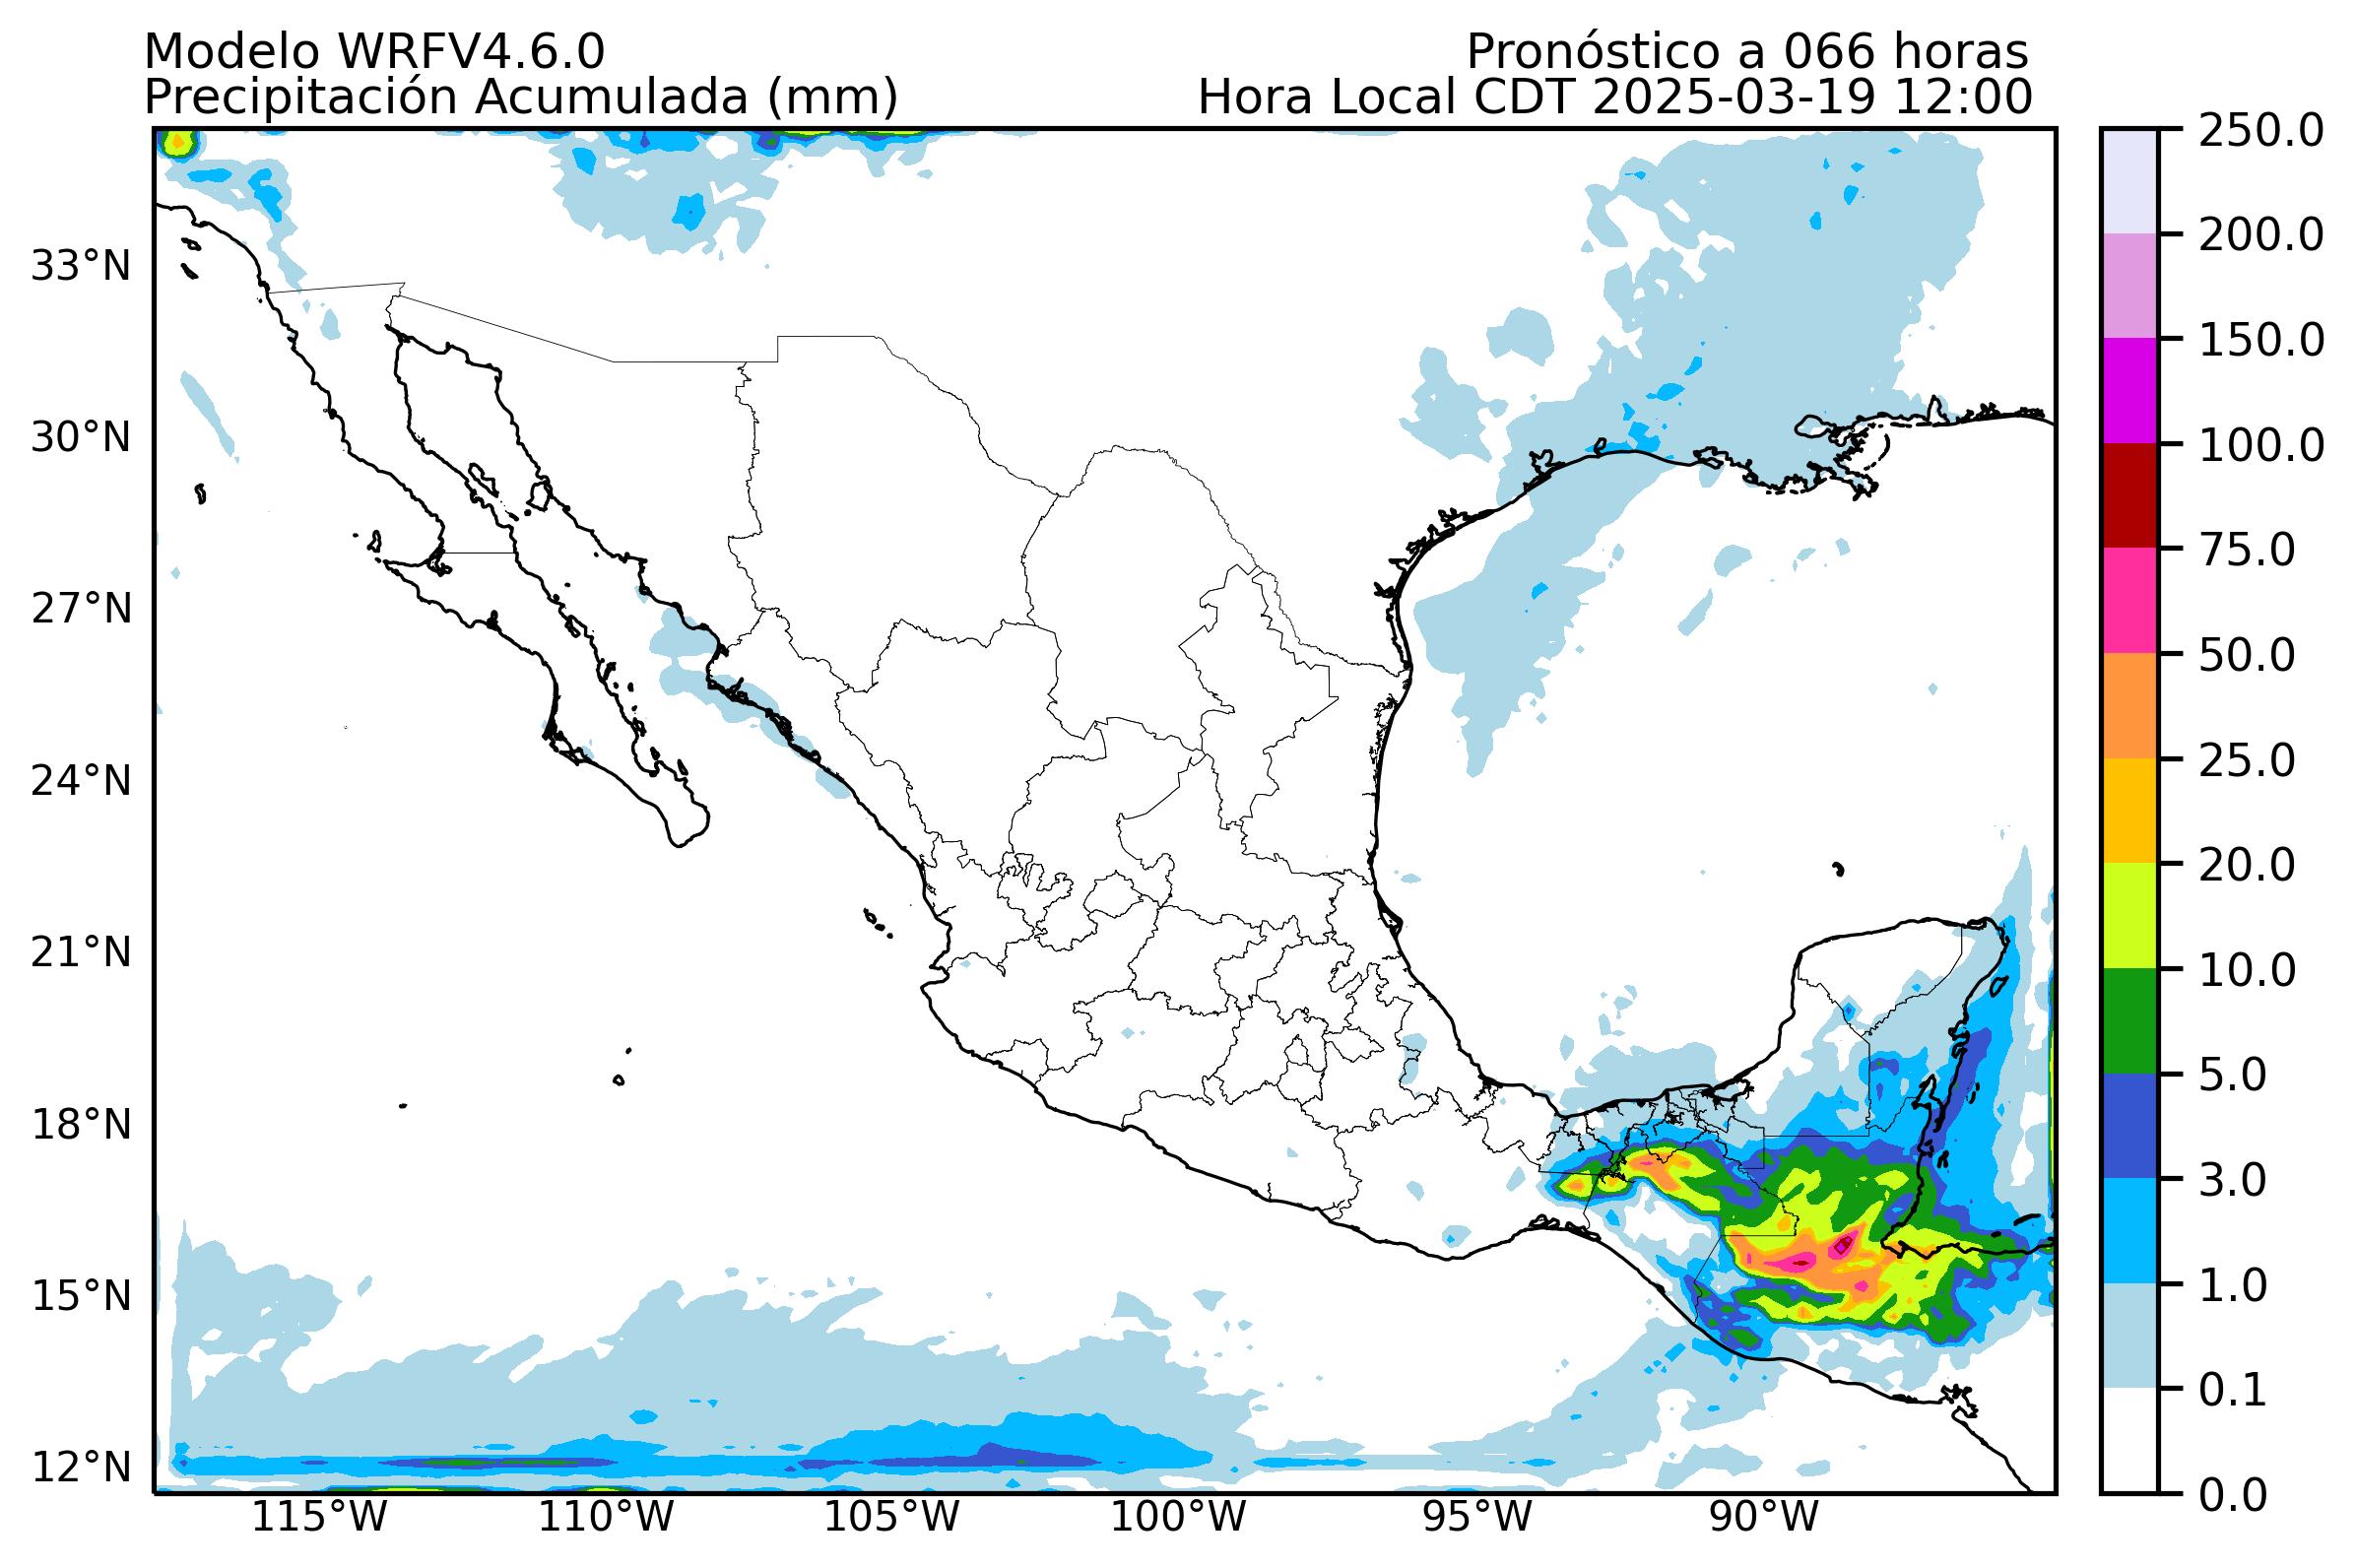 Modelo WRFV4.6.0
Pronóstico a 066 horas
Precipitación Acumulada (mm)
Hora Local CDT 2025-03-19 12:00
33°N
30°N
27°N
24°N
21°N
18°N
15°N
12°N
115°W
110°W
105°W
100°W
95°W
90°W
250.0
200.0
150.0
100.0
75.0
50.0
25.0
20.0
10.0
5.0
3.0
1.0
0.1
0.0